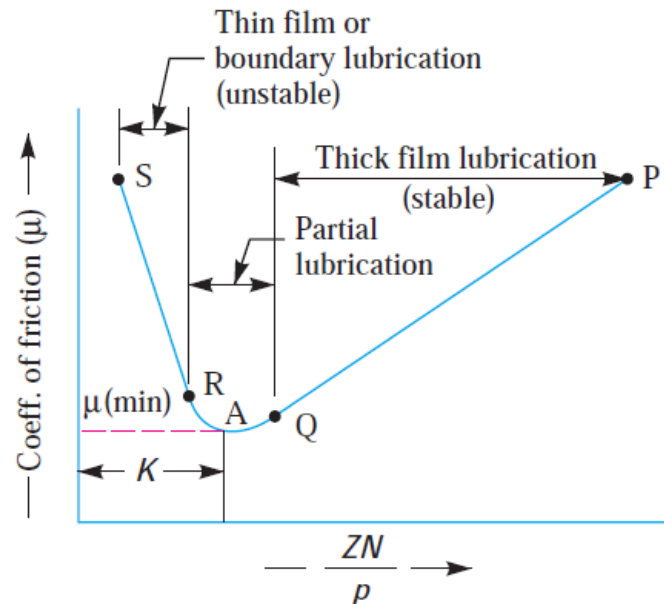 Thin film or
boundary lubrication
(unstable)
S
Thick film lubrication
(stable)
P
Partial
lubrication
R
μ(min)
A
Q
K
Coeff. of friction (μ)
ZN
p